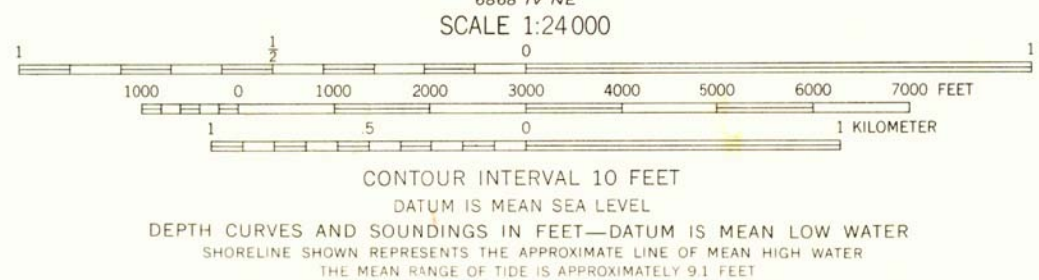 SCALE 1:24 000
1 ½ 0 1
1000 0 1000 2000 3000 4000 5000 6000 7000 FEET
1 .5 0 1 KILOMETER
CONTOUR INTERVAL 10 FEET
DATUM IS MEAN SEA LEVEL
DEPTH CURVES AND SOUNDINGS IN FEET—DATUM IS MEAN LOW WATER
SHORELINE SHOWN REPRESENTS THE APPROXIMATE LINE OF MEAN HIGH WATER
THE MEAN RANGE OF TIDE IS APPROXIMATELY 9.1 FEET